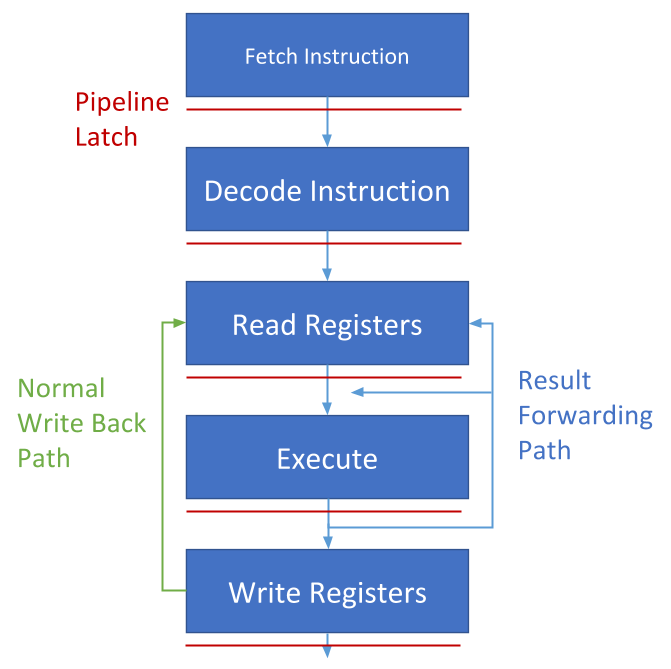 Fetch Instruction
Pipeline
Latch
Decode Instruction
Read Registers
Normal
Write Back
Path
Result
Forwarding
Path
Execute
Write Registers